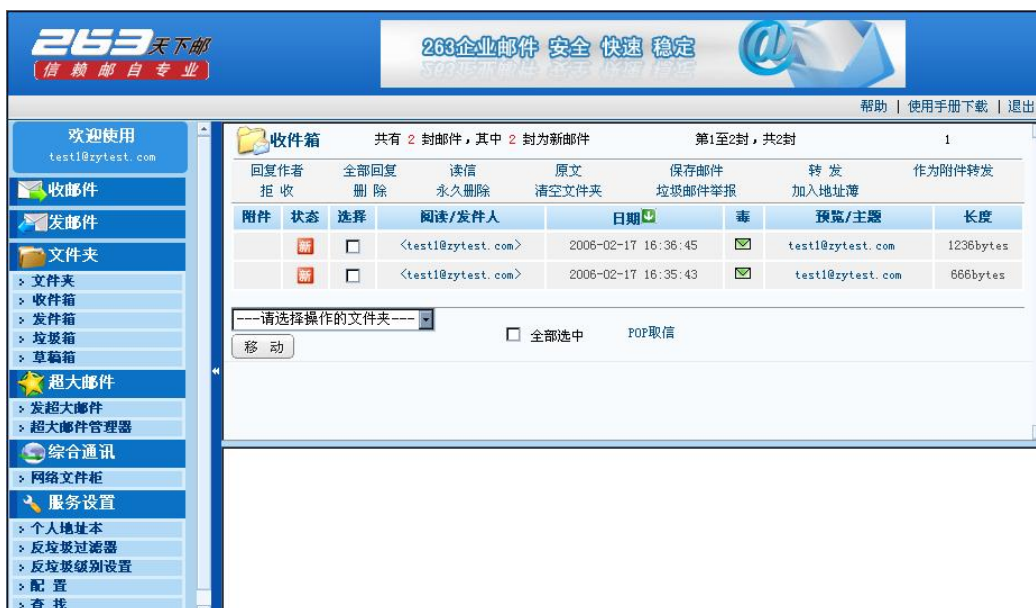 263天下邮
信赖邮自专业
263企业邮件 安全 快速 稳定
帮助 | 使用手册下载 | 退出
欢迎使用
test1@zytest.com
收邮件
发邮件
文件夹
文件夹
收件箱
发件箱
垃圾箱
草稿箱
超大邮件
发超大邮件
超大邮件管理器
综合通讯
网络文件柜
服务设置
个人地址本
反垃圾过滤器
反垃圾级别设置
配 置
查 找
收件箱 共有 2 封邮件，其中 2 封为新邮件 第1至2封，共2封 1
回复作者 全部回复 读信 原文 保存邮件 转 发 作为附件转发
拒 收 删 除 永久删除 清空文件夹 垃圾邮件举报 加入地址薄
附件 状态 选择 阅读/发件人 日期 毒 预览/主题 长度
新 <test1@zytest.com> 2006-02-17 16:36:45 test1@zytest.com 1236bytes
新 <test1@zytest.com> 2006-02-17 16:35:43 test1@zytest.com 666bytes
---请选择操作的文件夹---
移 动 全部选中 POP取信